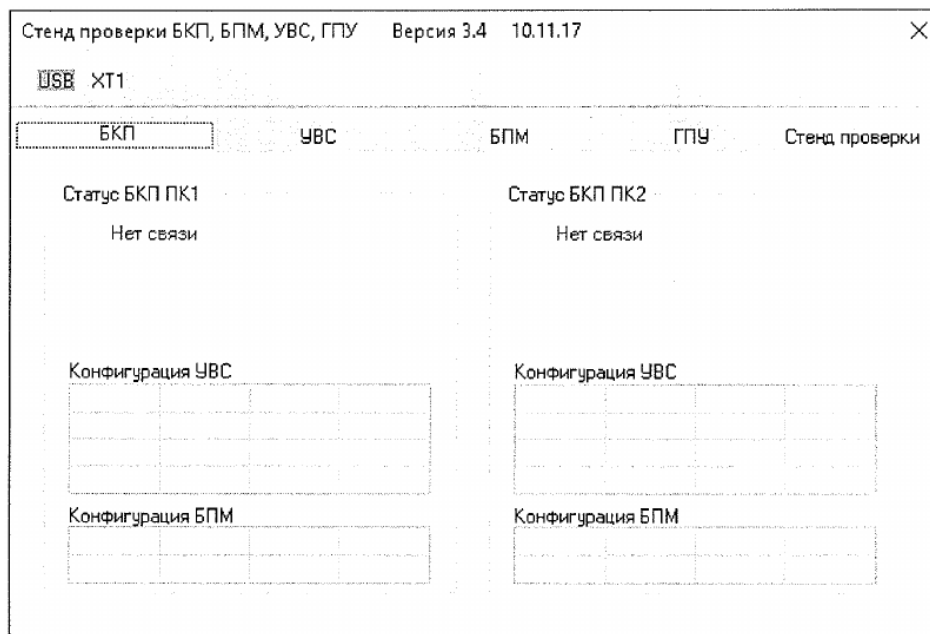 Стенд проверки БКП, БПМ, УВС, ГПУ Версия 3.4 10.11.17
USB XT1
БКП УВС БПМ ГПУ Стенд проверки
Статус БКП ПК1 Статус БКП ПК2
Нет связи Нет связи
Конфигурация УВС Конфигурация УВС
Конфигурация БПМ Конфигурация БПМ